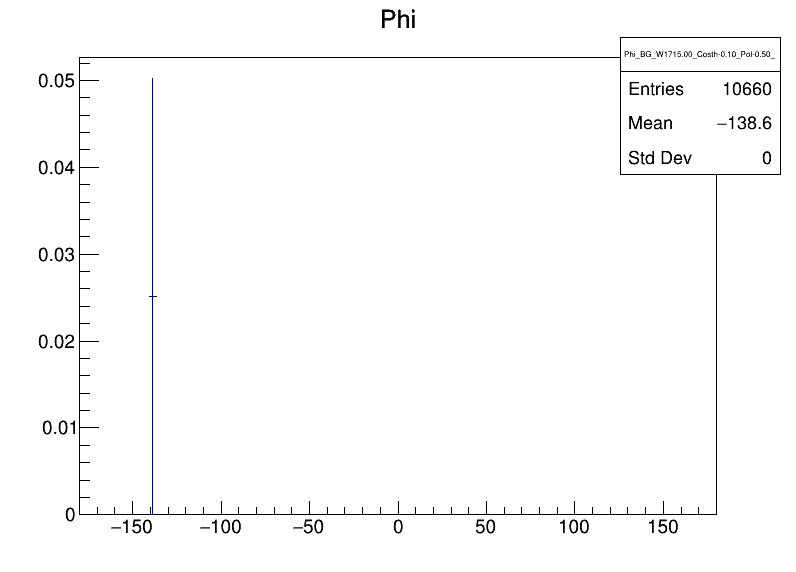 Phi
Phi_BG_W1715.00_Costh-0.10_Pol-0.50_
Entries 10660
Mean −138.6
Std Dev 0
0.05
0.04
0.03
0.02
0.01
0
−150 −100 −50 0 50 100 150